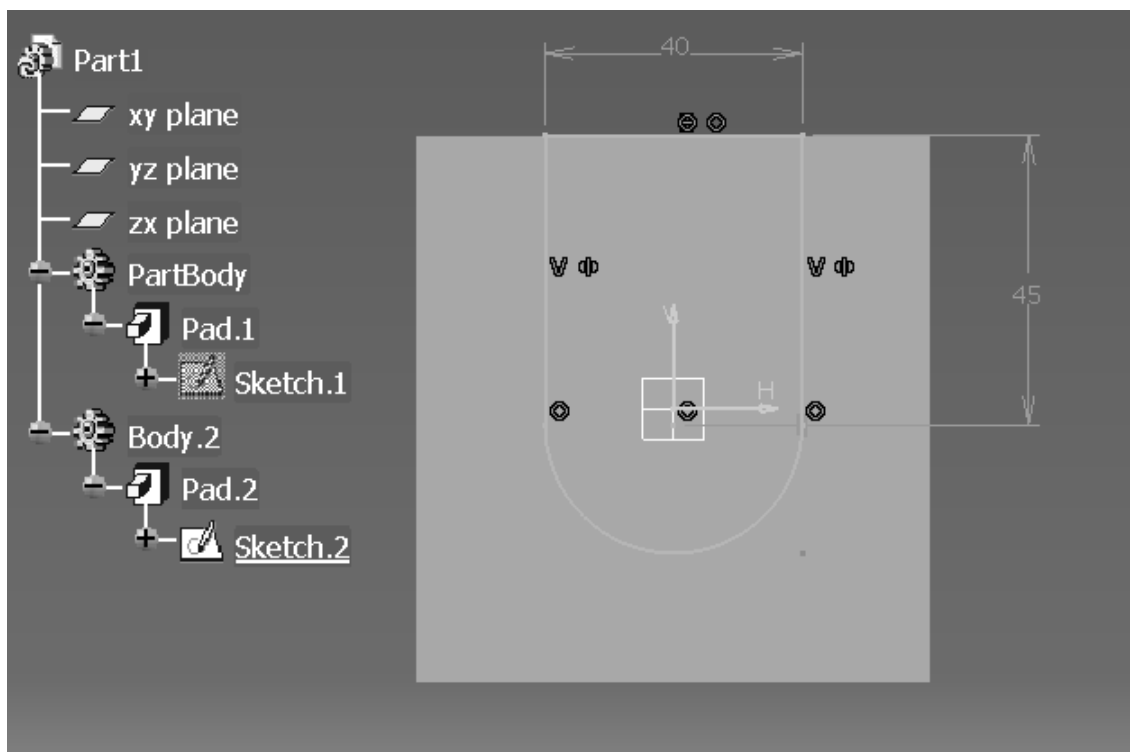 Part1
xy plane
yz plane
zx plane
PartBody
Pad.1
Sketch.1
Body.2
Pad.2
Sketch.2
40
V
V
45
V
H